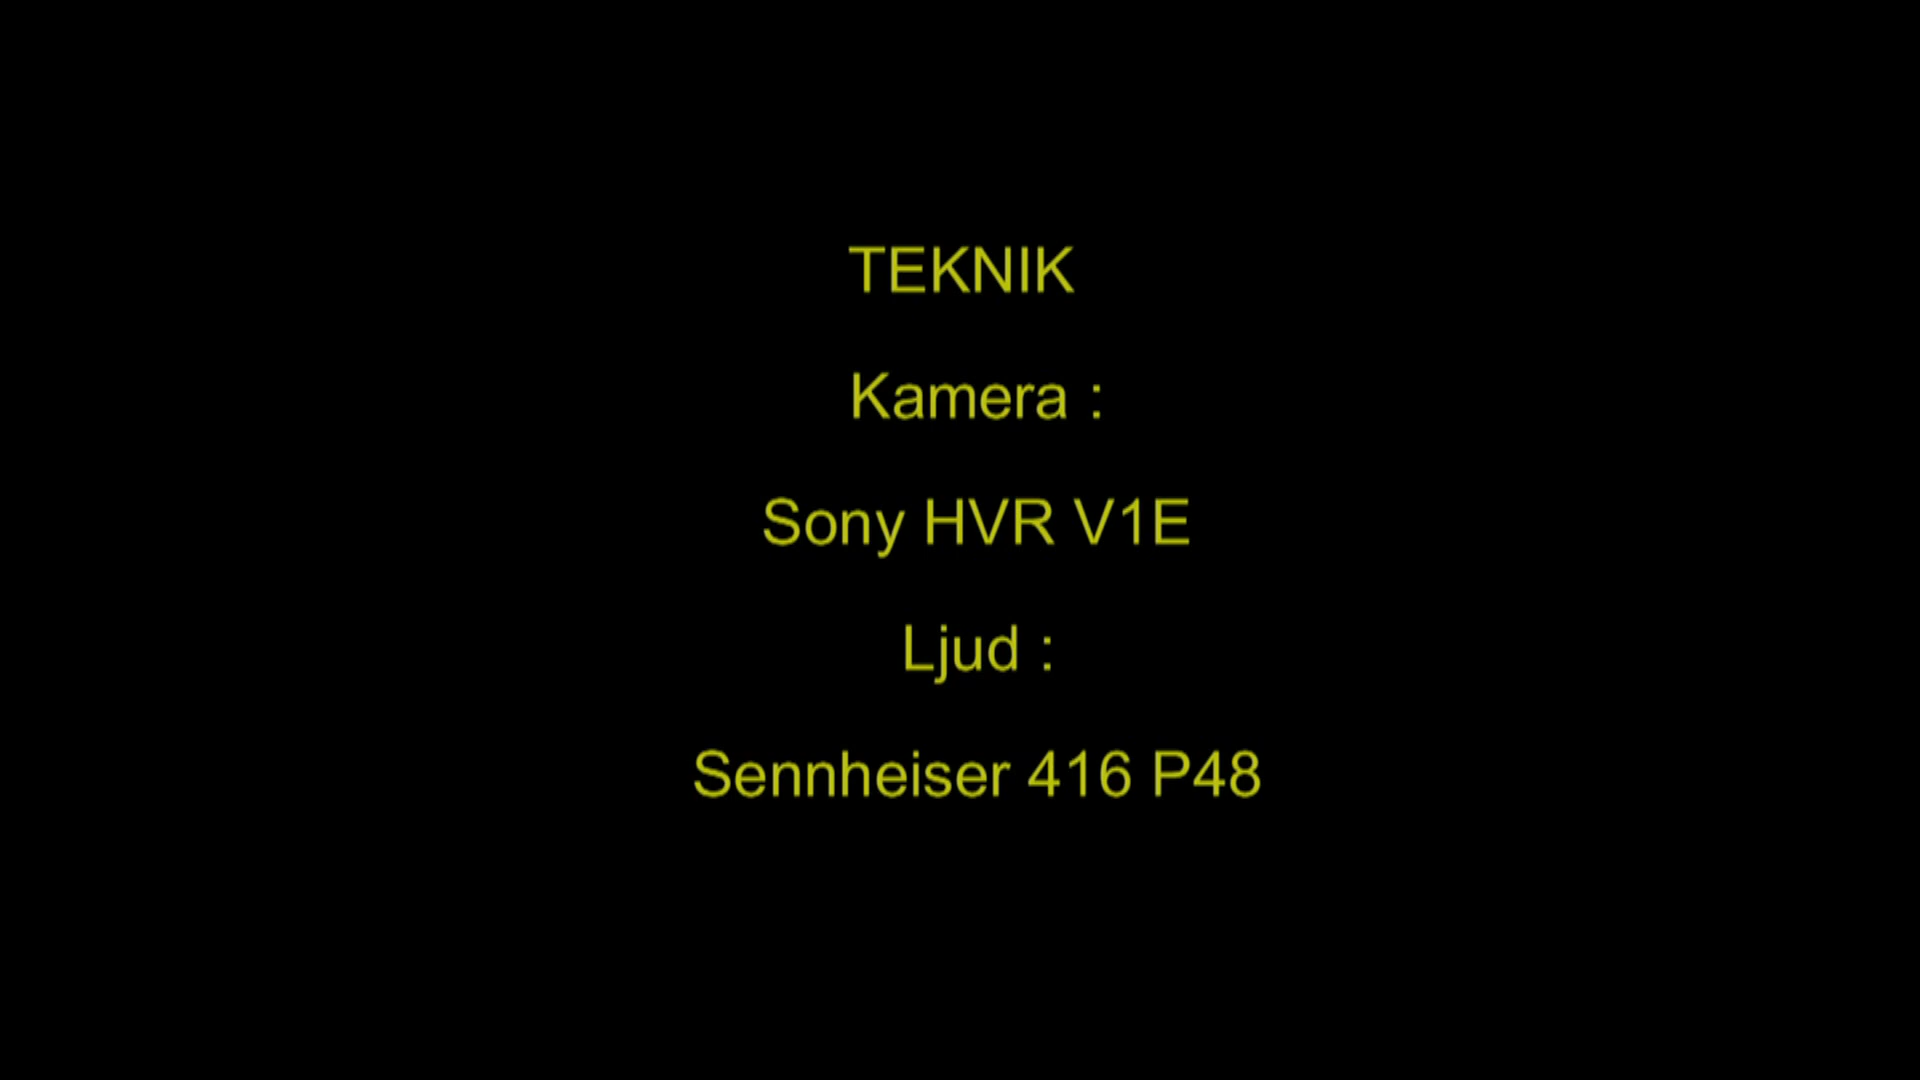 TEKNIK
Kamera :
Sony HVR V1E
Ljud :
Sennheiser 416 P48